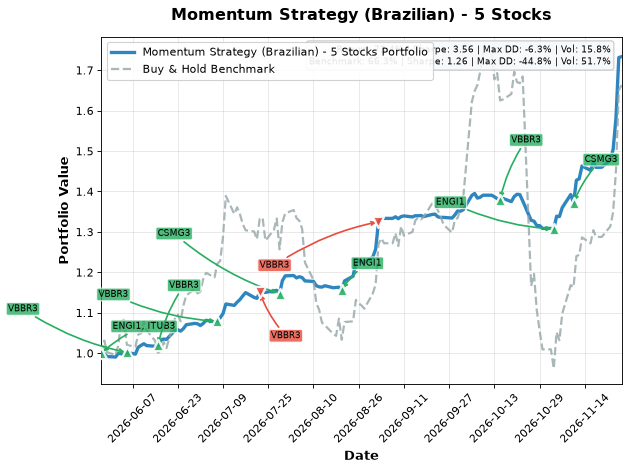 Momentum Strategy (Brazilian) - 5 Stocks
Momentum Strategy (Brazilian) - 5 Stocks Portfolio
Buy & Hold Benchmark
3.56 | Max DD: -6.3% | Vol: 15.8%
Benchmark: 66.3% | Sharpe: 1.26 | Max DD: -44.8% | Vol: 51.7%
Portfolio Value
1.7
1.6
1.5
1.4
1.3
1.2
1.1
1.0
VBBR3
CSMG3
ENGI1
CSMG3
VBBR3
ENGI1
VBBR3
VBBR3
VBBR3
ENGI1, ITUB3
VBBR3
2026-06-07
2026-06-23
2026-07-09
2026-07-25
2026-08-10
2026-08-26
2026-09-11
2026-09-27
2026-10-13
2026-10-29
2026-11-14
Date